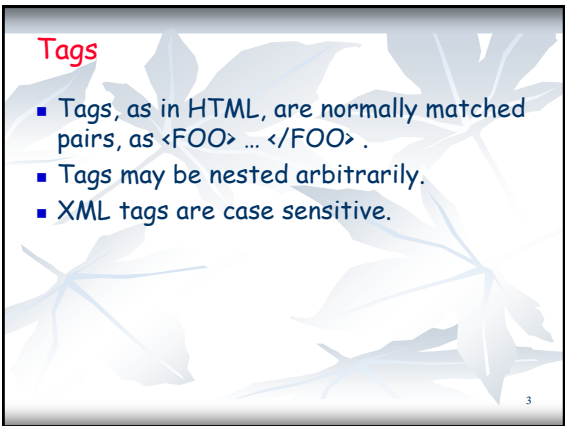 Tags
▪ Tags, as in HTML, are normally matched
pairs, as <FOO> … </FOO> .
▪ Tags may be nested arbitrarily.
▪ XML tags are case sensitive.
3